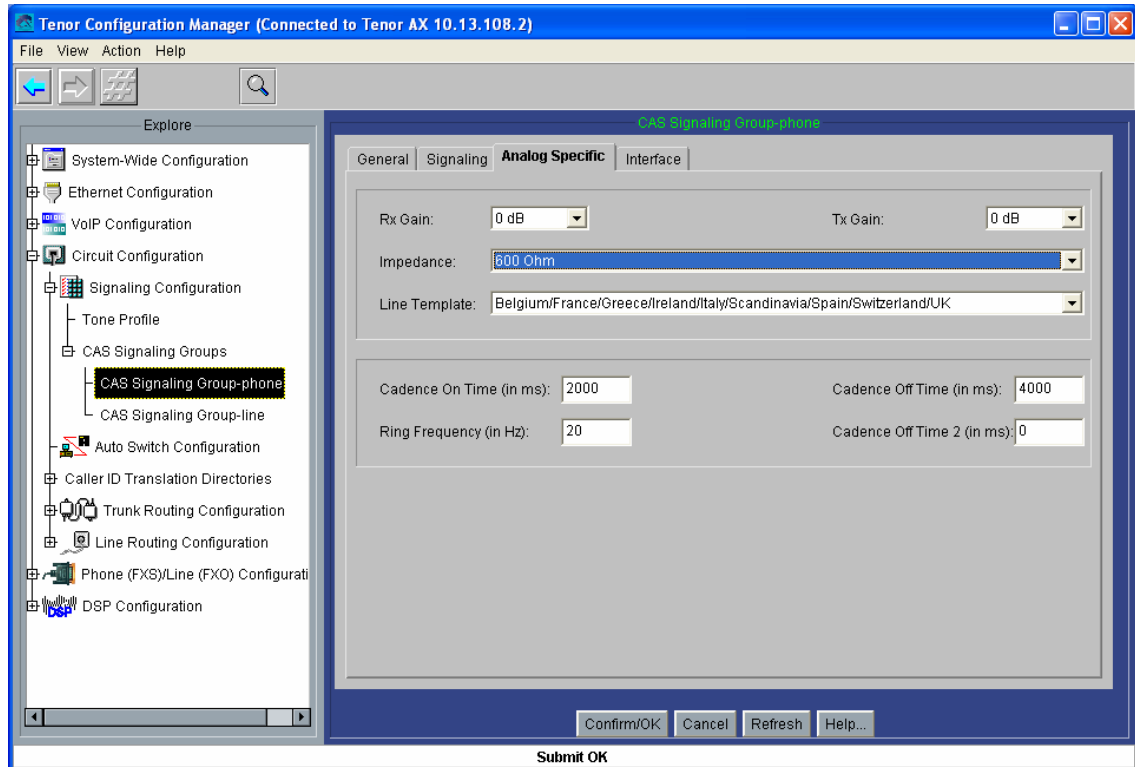 Tenor Configuration Manager (Connected to Tenor AX 10.13.108.2)
File View Action Help
Explore
System-Wide Configuration
Ethernet Configuration
VoIP Configuration
Circuit Configuration
Signaling Configuration
Tone Profile
CAS Signaling Groups
CAS Signaling Group-phone
CAS Signaling Group-line
Auto Switch Configuration
Caller ID Translation Directories
Trunk Routing Configuration
Line Routing Configuration
Phone (FXS)/Line (FXO) Configurati
DSP DSP Configuration
CAS Signaling Group-phone
General Signaling Analog Specific Interface
Rx Gain: 0 dB Tx Gain: 0 dB
Impedance: 600 Ohm
Line Template: Belgium/France/Greece/Ireland/Italy/Scandinavia/Spain/Switzerland/UK
Cadence On Time (in ms): 2000 Cadence Off Time (in ms): 4000
Ring Frequency (in Hz): 20 Cadence Off Time 2 (in ms): 0
Confirm/OK Cancel Refresh Help...
Submit OK